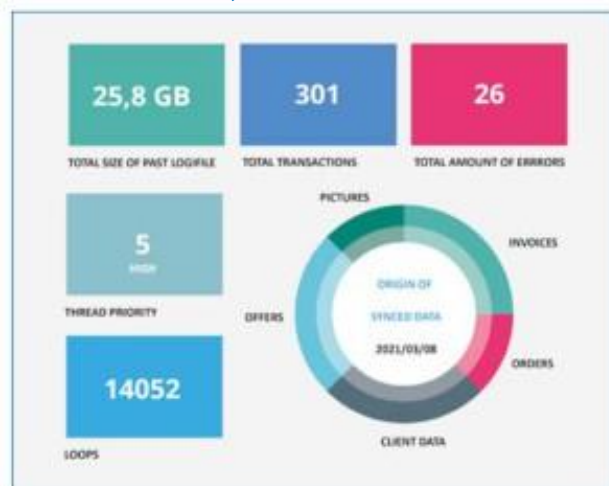 25,8 GB
301
26
TOTAL SIZE OF PAST LOGIFILE
TOTAL TRANSACTIONS
TOTAL AMOUNT OF ERRRORS
5
HIGH
THREAD PRIORITY
14052
LOOPS
PICTURES
INVOICES
ORIGIN OF
SYNCED DATA
2021/03/08
OFFERS
ORDERS
CLIENT DATA